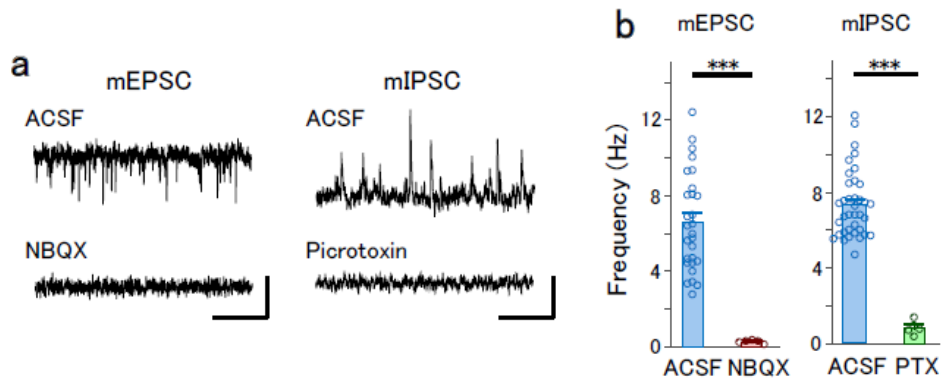 a
mEPSC
mIPSC
ACSF
ACSF
NBQX
Picrotoxin
b
mEPSC
mIPSC
***
***
Frequency (Hz)
12
8
4
0
12
8
4
0
ACSF NBQX
ACSF PTX